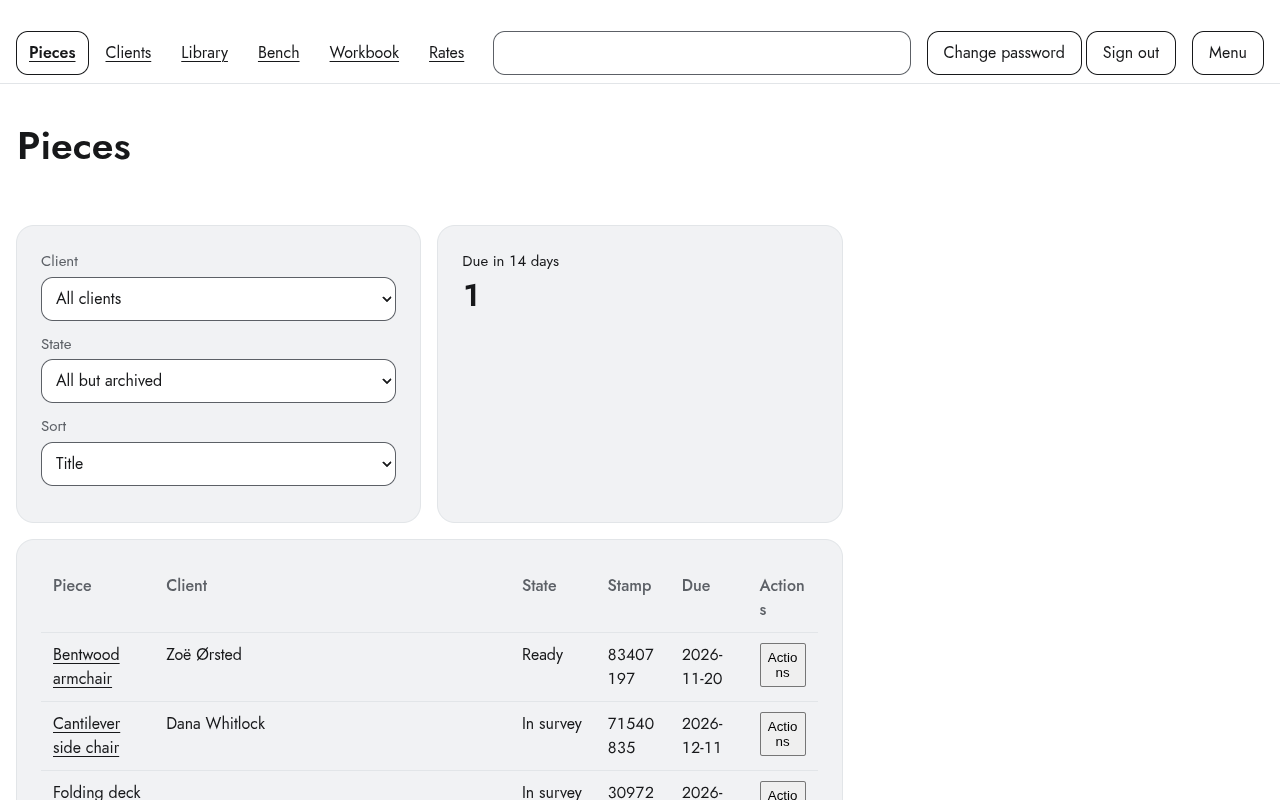 Pieces Clients Library Bench Workbook Rates Change password Sign out Menu
Pieces
Client
All clients
State
All but archived
Sort
Title
Due in 14 days
1
Piece Client State Stamp Due Action
s
Bentwood Zoë Ørsted Ready 83407 2026- Actio
armchair 197 11-20 ns
Cantilever Dana Whitlock In survey 71540 2026- Actio
side chair 835 12-11 ns
Folding deck In survey 30972 2026- Actio